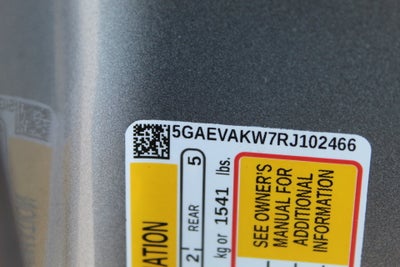 5GAEVAKW7RJ102466
SEE OWNER'S
MANUAL FOR
ADDITIONAL
INFORMATION
kg or 1541 lbs.
REAR
5
2
ATION